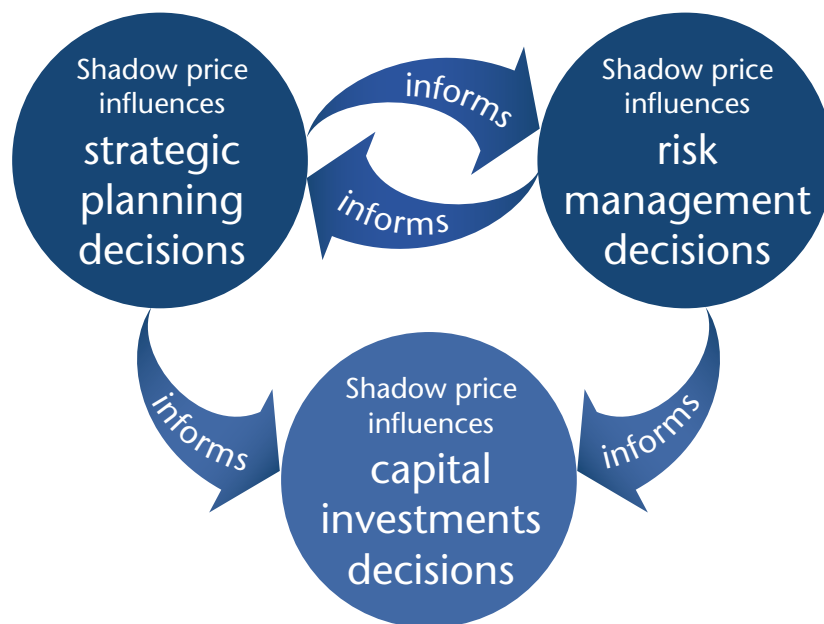 Shadow price
influences
strategic
planning
decisions
informs
informs
Shadow price
influences
risk
management
decisions
informs
informs
Shadow price
influences
capital
investments
decisions